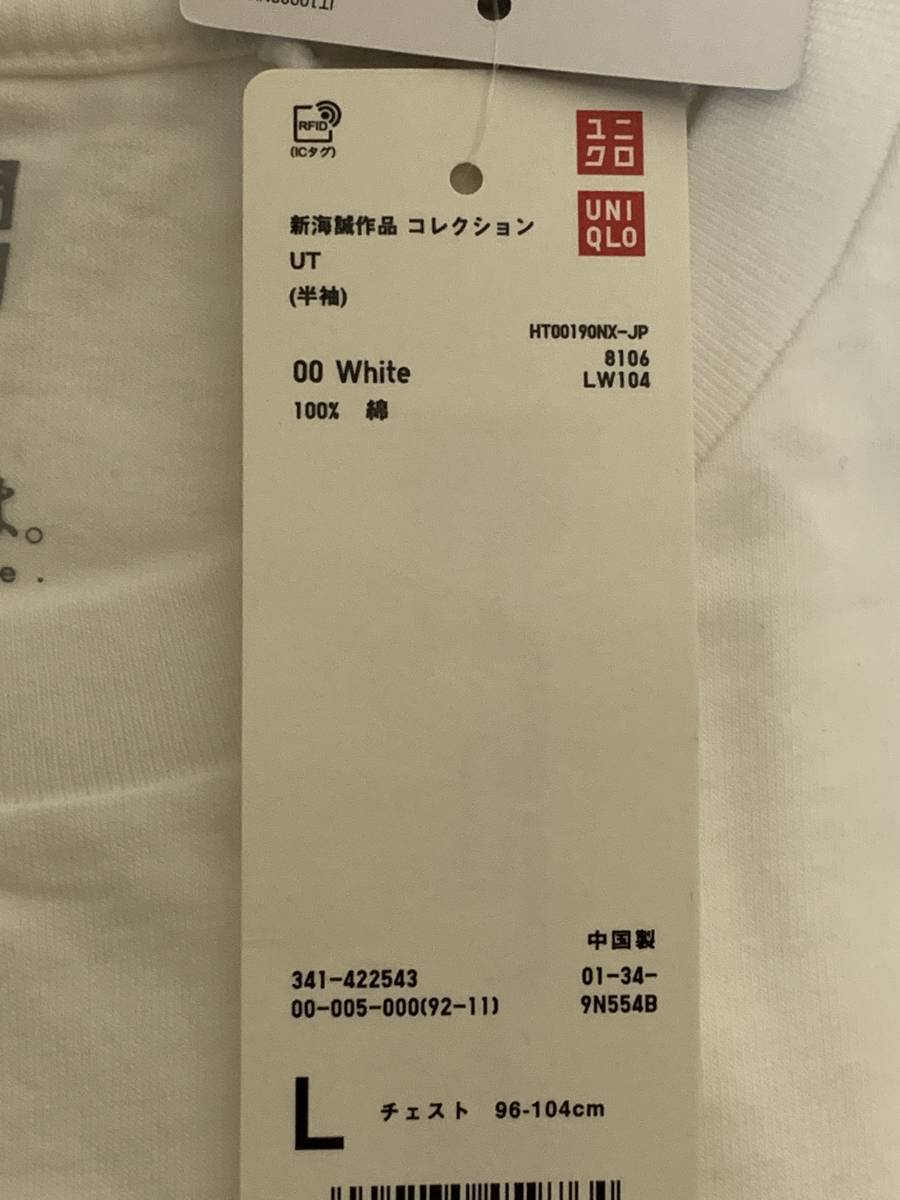 RFID
(ICタグ)
ユニ
クロ
UNI
QLO
新海誠作品 コレクション
UT
(半袖)
HT00190NX-JP
8106
LW104
00 White
100% 綿
中国製
341-422543
01-34-
00-005-000(92-11)
9N554B
L
チェスト 96-104cm
。
e .